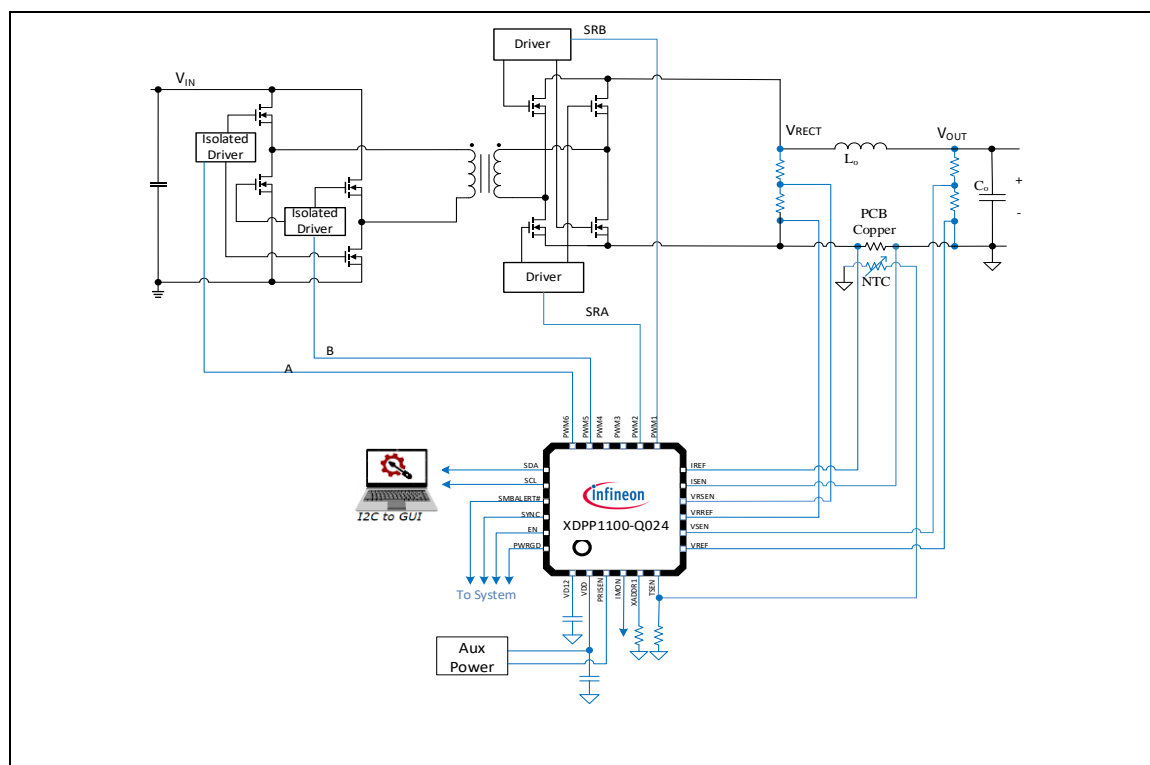 SRB
Driver
VIN
Isolated
Driver
Isolated
Driver
VRECT
Lo
VOUT
Co
+
-
PCB
Copper
NTC
Driver
SRA
B
A
PWM6
PWM5
PWM4
PWM3
PWM2
PWM1
SDA
SCL
SMBALERT#
SYNC
EN
PWRGD
I2C to GUI
To System
infineon
XDPP1100-Q024
IREF
ISEN
VRSEN
VRREF
VSEN
VREF
VD12
VDD
PRISEN
IMON
XADDR1
TSEN
Aux
Power